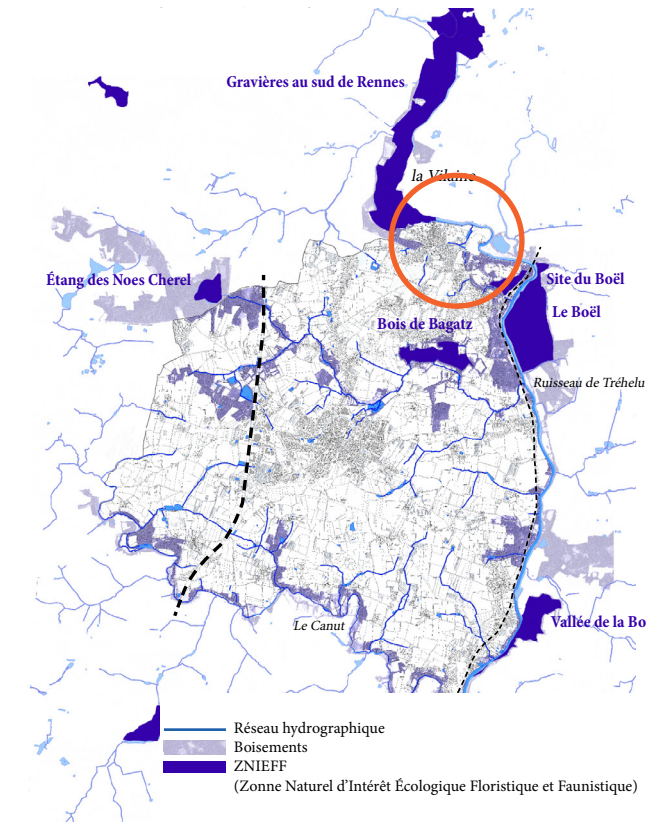 Gravières au sud de Rennes
la Vilaine
Étang des Noes Cherel
Site du Boël
Le Boël
Bois de Bagatz
Ruisseau de Tréhelu
Le Canut
Vallée de la Bo
Réseau hydrographique
Boisements
ZNIEFF
(Zonne Naturel d'Intérêt Écologique Floristique et Faunistique)